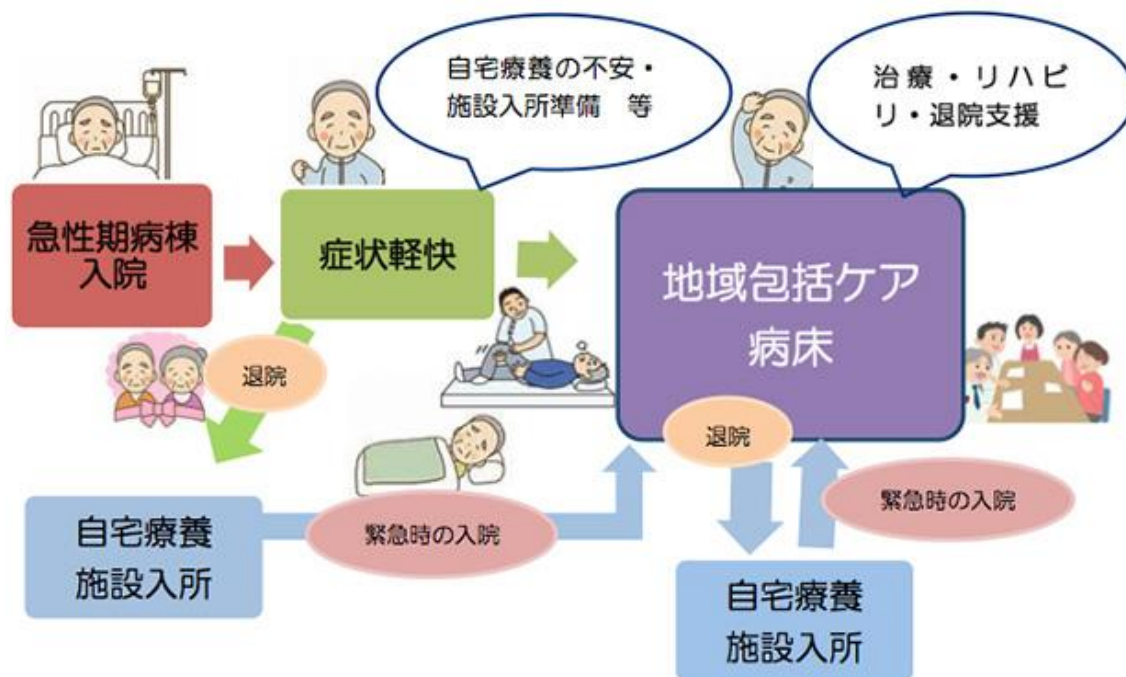 自宅療養の不安・
施設入所準備　等
治療・リハビ
リ・退院支援
急性期病棟
入院
症状軽快
地域包括ケア
病床
退院
退院
緊急時の入院
緊急時の入院
自宅療養
施設入所
自宅療養
施設入所